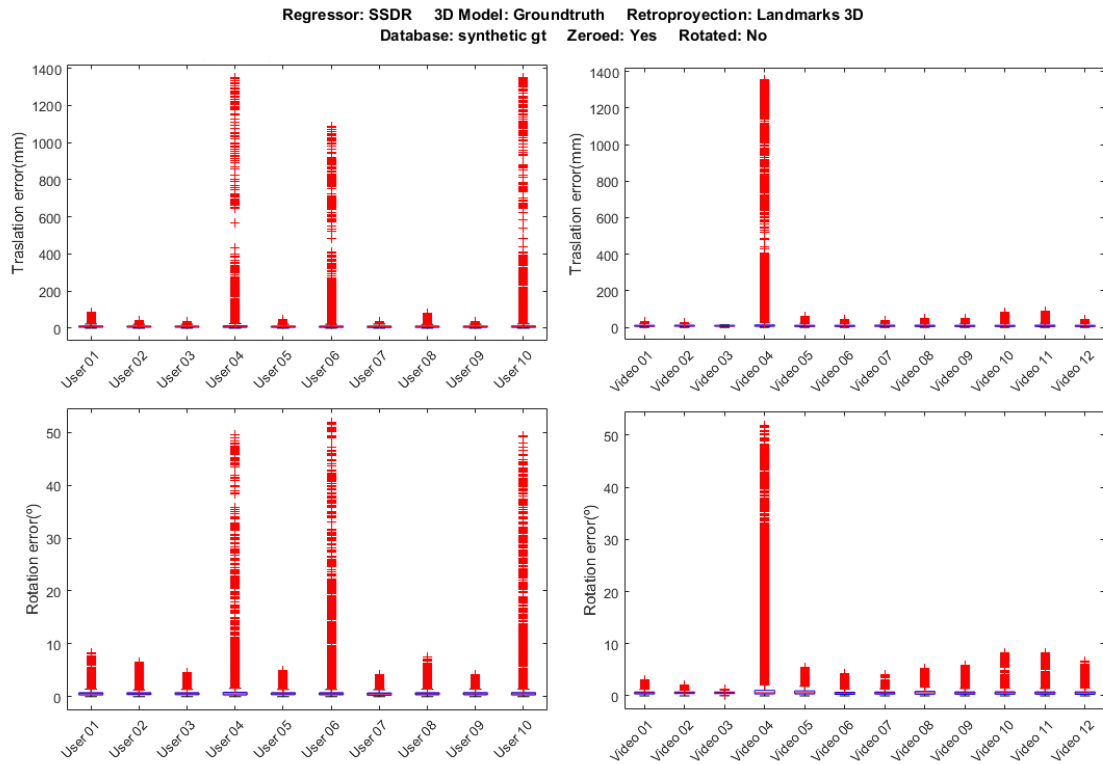 Regressor: SSDR 3D Model: Groundtruth Retroproyection: Landmarks 3D
Database: synthetic gt Zeroed: Yes Rotated: No
Traslation error(mm)
1400
1200
1000
800
600
400
200
0
User 01
User 02
User 03
User 04
User 05
User 06
User 07
User 08
User 09
User 10
Traslation error(mm)
1400
1200
1000
800
600
400
200
0
Video 01
Video 02
Video 03
Video 04
Video 05
Video 06
Video 07
Video 08
Video 09
Video 10
Video 11
Video 12
Rotation error(º)
50
40
30
20
10
0
User 01
User 02
User 03
User 04
User 05
User 06
User 07
User 08
User 09
User 10
Rotation error(º)
50
40
30
20
10
0
Video 01
Video 02
Video 03
Video 04
Video 05
Video 06
Video 07
Video 08
Video 09
Video 10
Video 11
Video 12